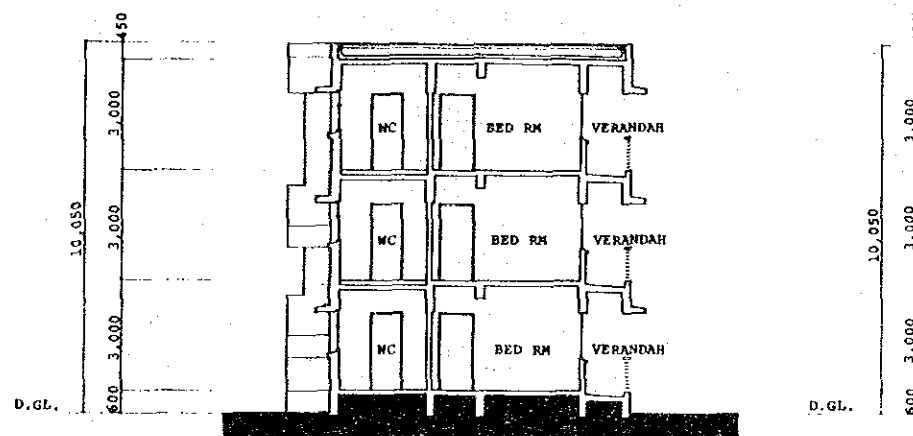 450
3,000
WC
BED RM
VERANDAH
3,000
10,050
3,000
WC
BED RM
VERANDAH
10,050
3,000
3,000
WC
BED RM
VERANDAH
3,000
D.GL.
600
D.GL.
600